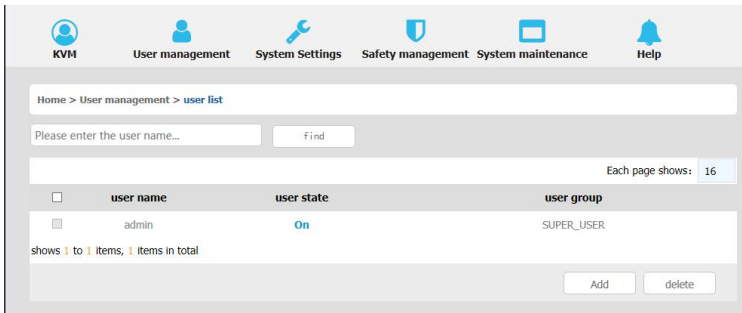 KVM User management System Settings Safety management System maintenance Help
Home > User management > user list
Please enter the user name... find
Each page shows: 16
user name user state user group
admin On SUPER_USER
shows 1 to 1 items, 1 items in total
Add delete